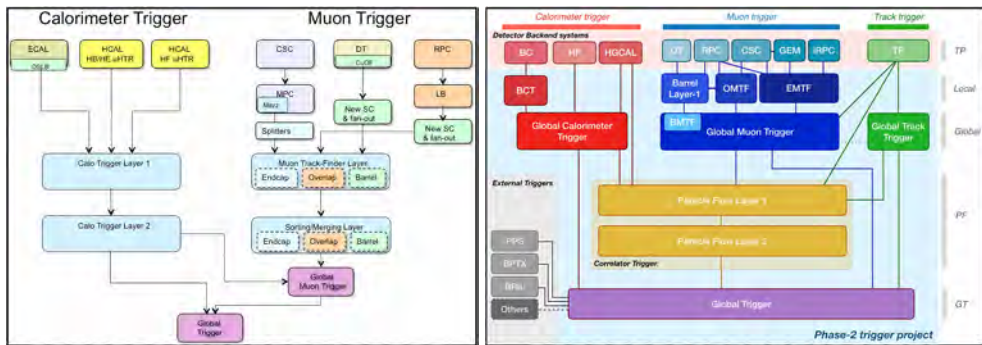 Calorimeter Trigger
Muon Trigger
ECAL
oSLB
HCAL
HB/HE uHTR
HCAL
HF uHTR
CSC
DT
CuOF
RPC
MPC
LB
Splitters
New SC
& fan-out
New SC
& fan-out
Calo Trigger Layer 1
Muon Track-Finder Layer
Endcap
Overlap
Barrel
Calo Trigger Layer 2
Sorting/Merging Layer
Endcap
Overlap
Barrel
Global
Muon Trigger
Global
Trigger
Calorimeter trigger
Muon trigger
Track trigger
Detector Backend systems
BC
HF
HGCAL
DT
RPC
CSC
GEM
iRPC
TF
TP
BCT
Barrel
Layer-1
OMTF
EMTF
Local
Global Calorimeter
Trigger
BMTF
Global Muon Trigger
Global Track
Trigger
Global
External Triggers
Particle Flow Layer 1
PF
Particle Flow Layer 2
Correlator Trigger
PPS
BPTX
BRIL
Others
Global Trigger
GT
Phase-2 trigger project